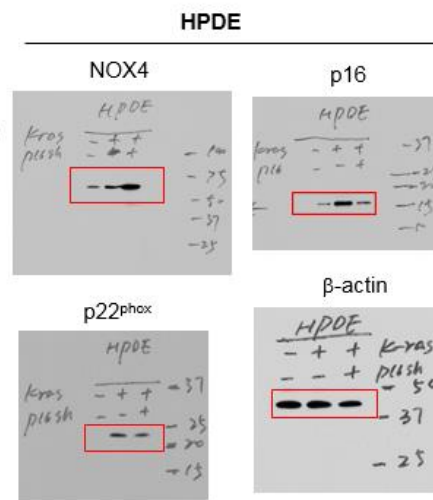 HPDE
NOX4
HPDE
Kras - + +
p16sh - + +
- 100
- 75
- 50
- 37
- 25
p16
HPDE
Kras - + +
p16 - - +
- 37
- 15
p22phox
HPDE
Kras - + +
p16sh - - +
- 37
- 25
- 20
- 15
β-actin
HPDE
- + + K-ras
- - + p16sh
- 50
- 37
- 25